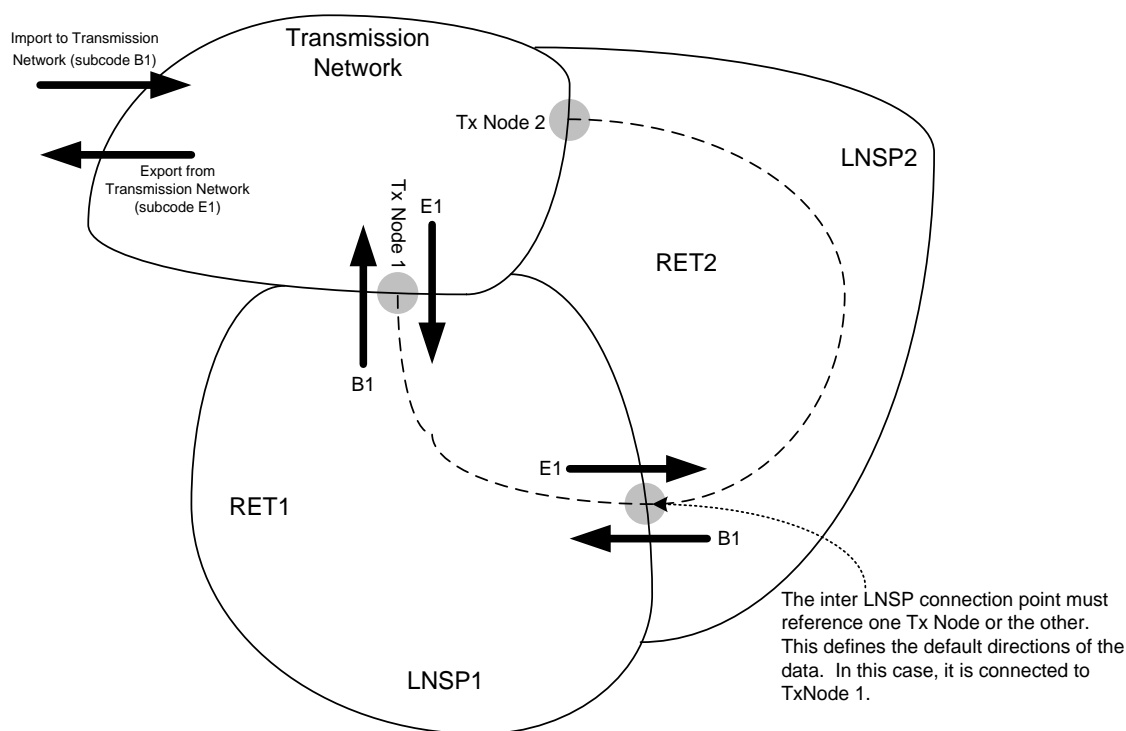 Import to Transmission
Network (subcode B1)
Transmission
Network
Tx Node 2
LNSP2
Export from
Transmission Network
(subcode E1)
Tx Node 1
E1
RET2
B1
E1
RET1
B1
The inter LNSP connection point must
reference one Tx Node or the other.
This defines the default directions of the
data.  In this case, it is connected to
TxNode 1.
LNSP1